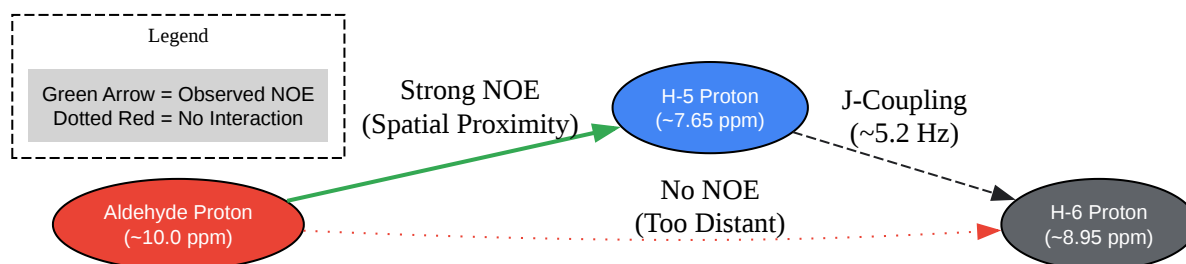 Legend
Green Arrow = Observed NOE
Dotted Red = No Interaction
Strong NOE
(Spatial Proximity)
H-5 Proton
(~7.65 ppm)
J-Coupling
(~5.2 Hz)
Aldehyde Proton
(~10.0 ppm)
No NOE
(Too Distant)
H-6 Proton
(~8.95 ppm)